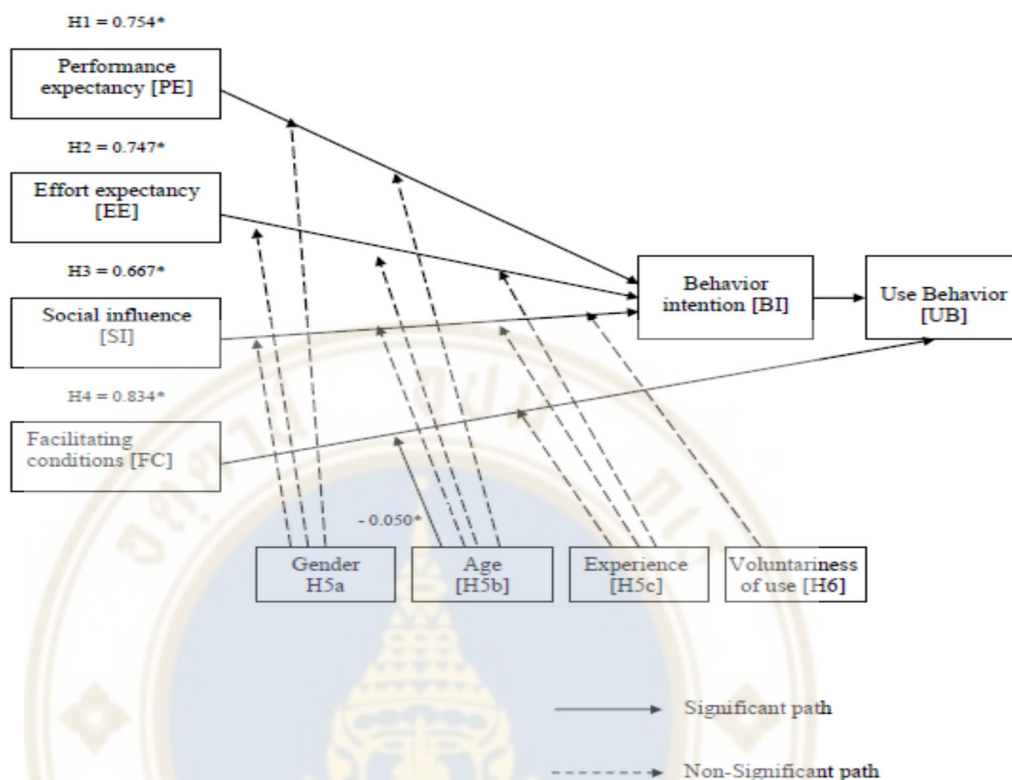 H1 = 0.754*
Performance
expectancy [PE]
H2 = 0.747*
Effort expectancy
[EE]
H3 = 0.667*
Social influence
[SI]
H4 = 0.834*
Facilitating
conditions [FC]
Behavior
intention [BI]
Use Behavior
[UB]
- 0.050*
Gender
H5a
Age
[H5b]
Experience
[H5c]
Voluntariness
of use [H6]
Significant path
Non-Significant path